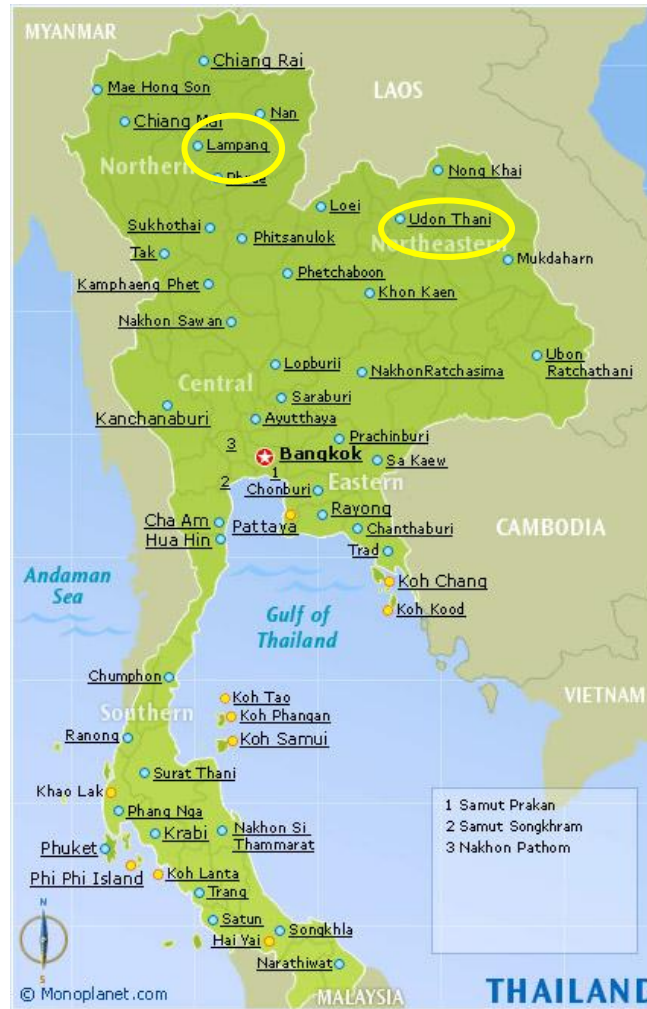 MYANMAR
Chiang Rai
LAOS
Mae Hong Son
Nan
Chiang Mai
Lampang
Northern
Phrae
Nong Khai
Loei
Udon Thani
Sukhothai
Phitsanulok
Northeastern
Tak
Mukdaharn
Phetchaboon
Kamphaeng Phet
Khon Kaen
Nakhon Sawan
Lopburii
NakhonRatchasima
Ubon
Ratchathani
Central
Saraburi
Kanchanaburi
Ayutthaya
Prachinburi
3
Bangkok
Sa Kaew
1
2
Eastern
Chonburi
Rayong
Cha Am
Pattaya
Chanthaburi
CAMBODIA
Hua Hin
Trad
Andaman
Sea
Koh Chang
Koh Kood
Gulf of
Thailand
Chumphon
VIETNAM
Koh Tao
Southern
Koh Phangan
Ranong
Koh Samui
Surat Thani
Khao Lak
Phang Nga
1 Samut Prakan
2 Samut Songkhram
3 Nakhon Pathom
Krabi
Nakhon Si
Thammarat
Phuket
Phi Phi Island
Koh Lanta
Trang
N
Satun
Songkhla
Hai Yai
Narathiwat
S
© Monoplanet.com
MALAYSIA
THAILAND